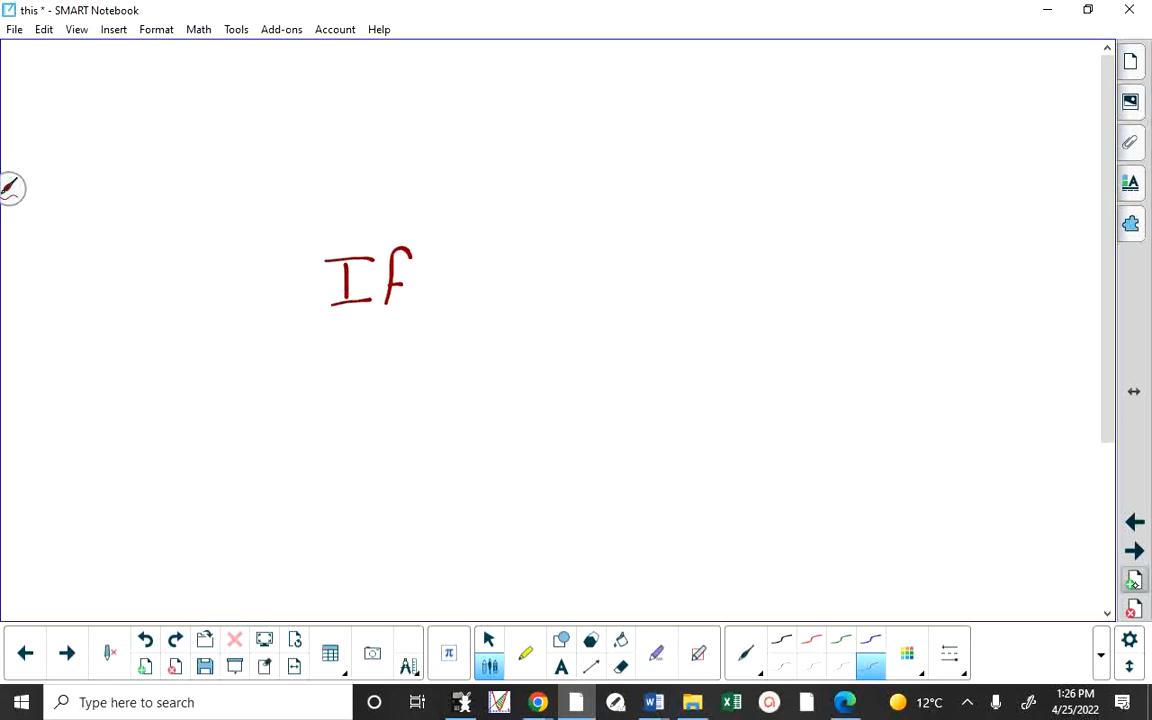 this * - SMART Notebook
File Edit View Insert Format Math Tools Add-ons Account Help
If
Type here to search
12°C
1:26 PM
4/25/2022